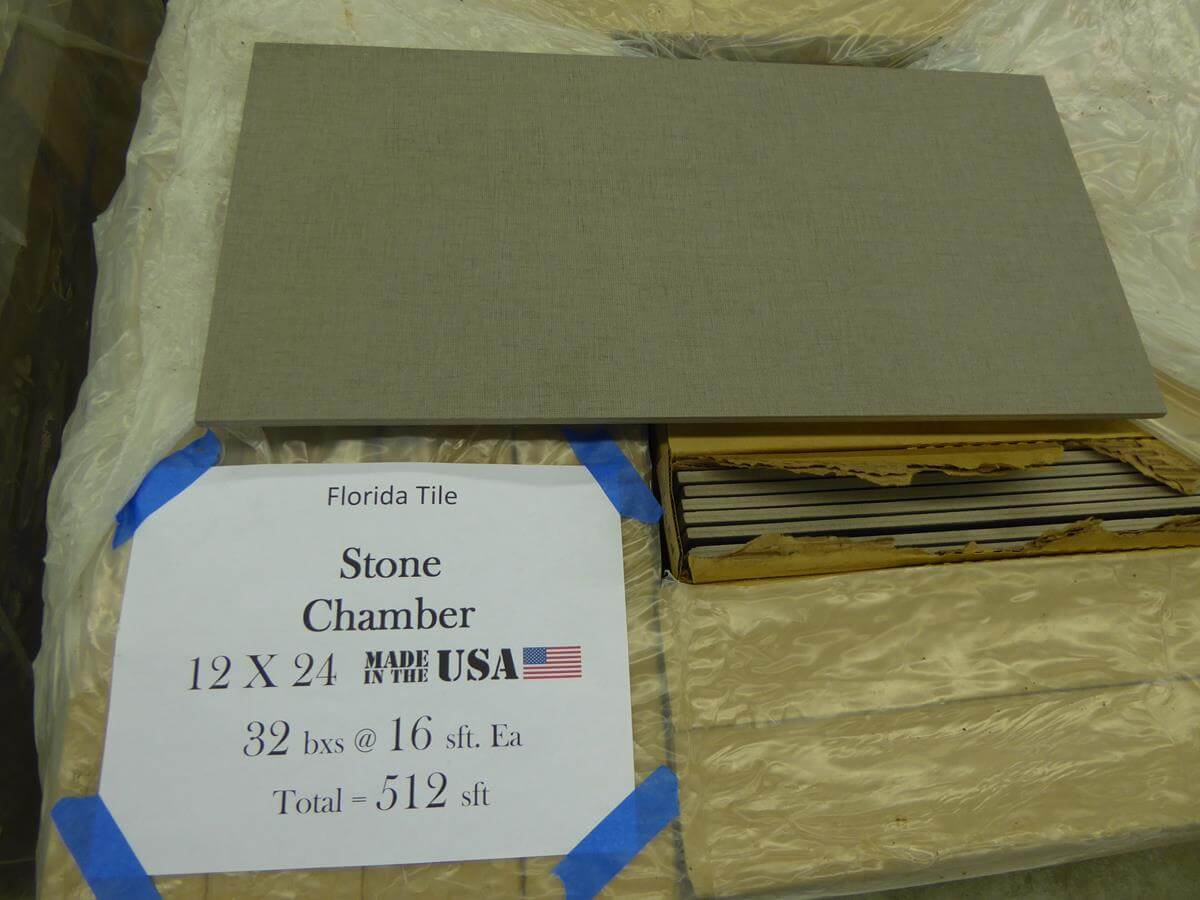 Florida Tile
Stone
Chamber
12 X 24 MADE IN THE USA
32 bxs @ 16 sft. Ea
Total = 512 sft